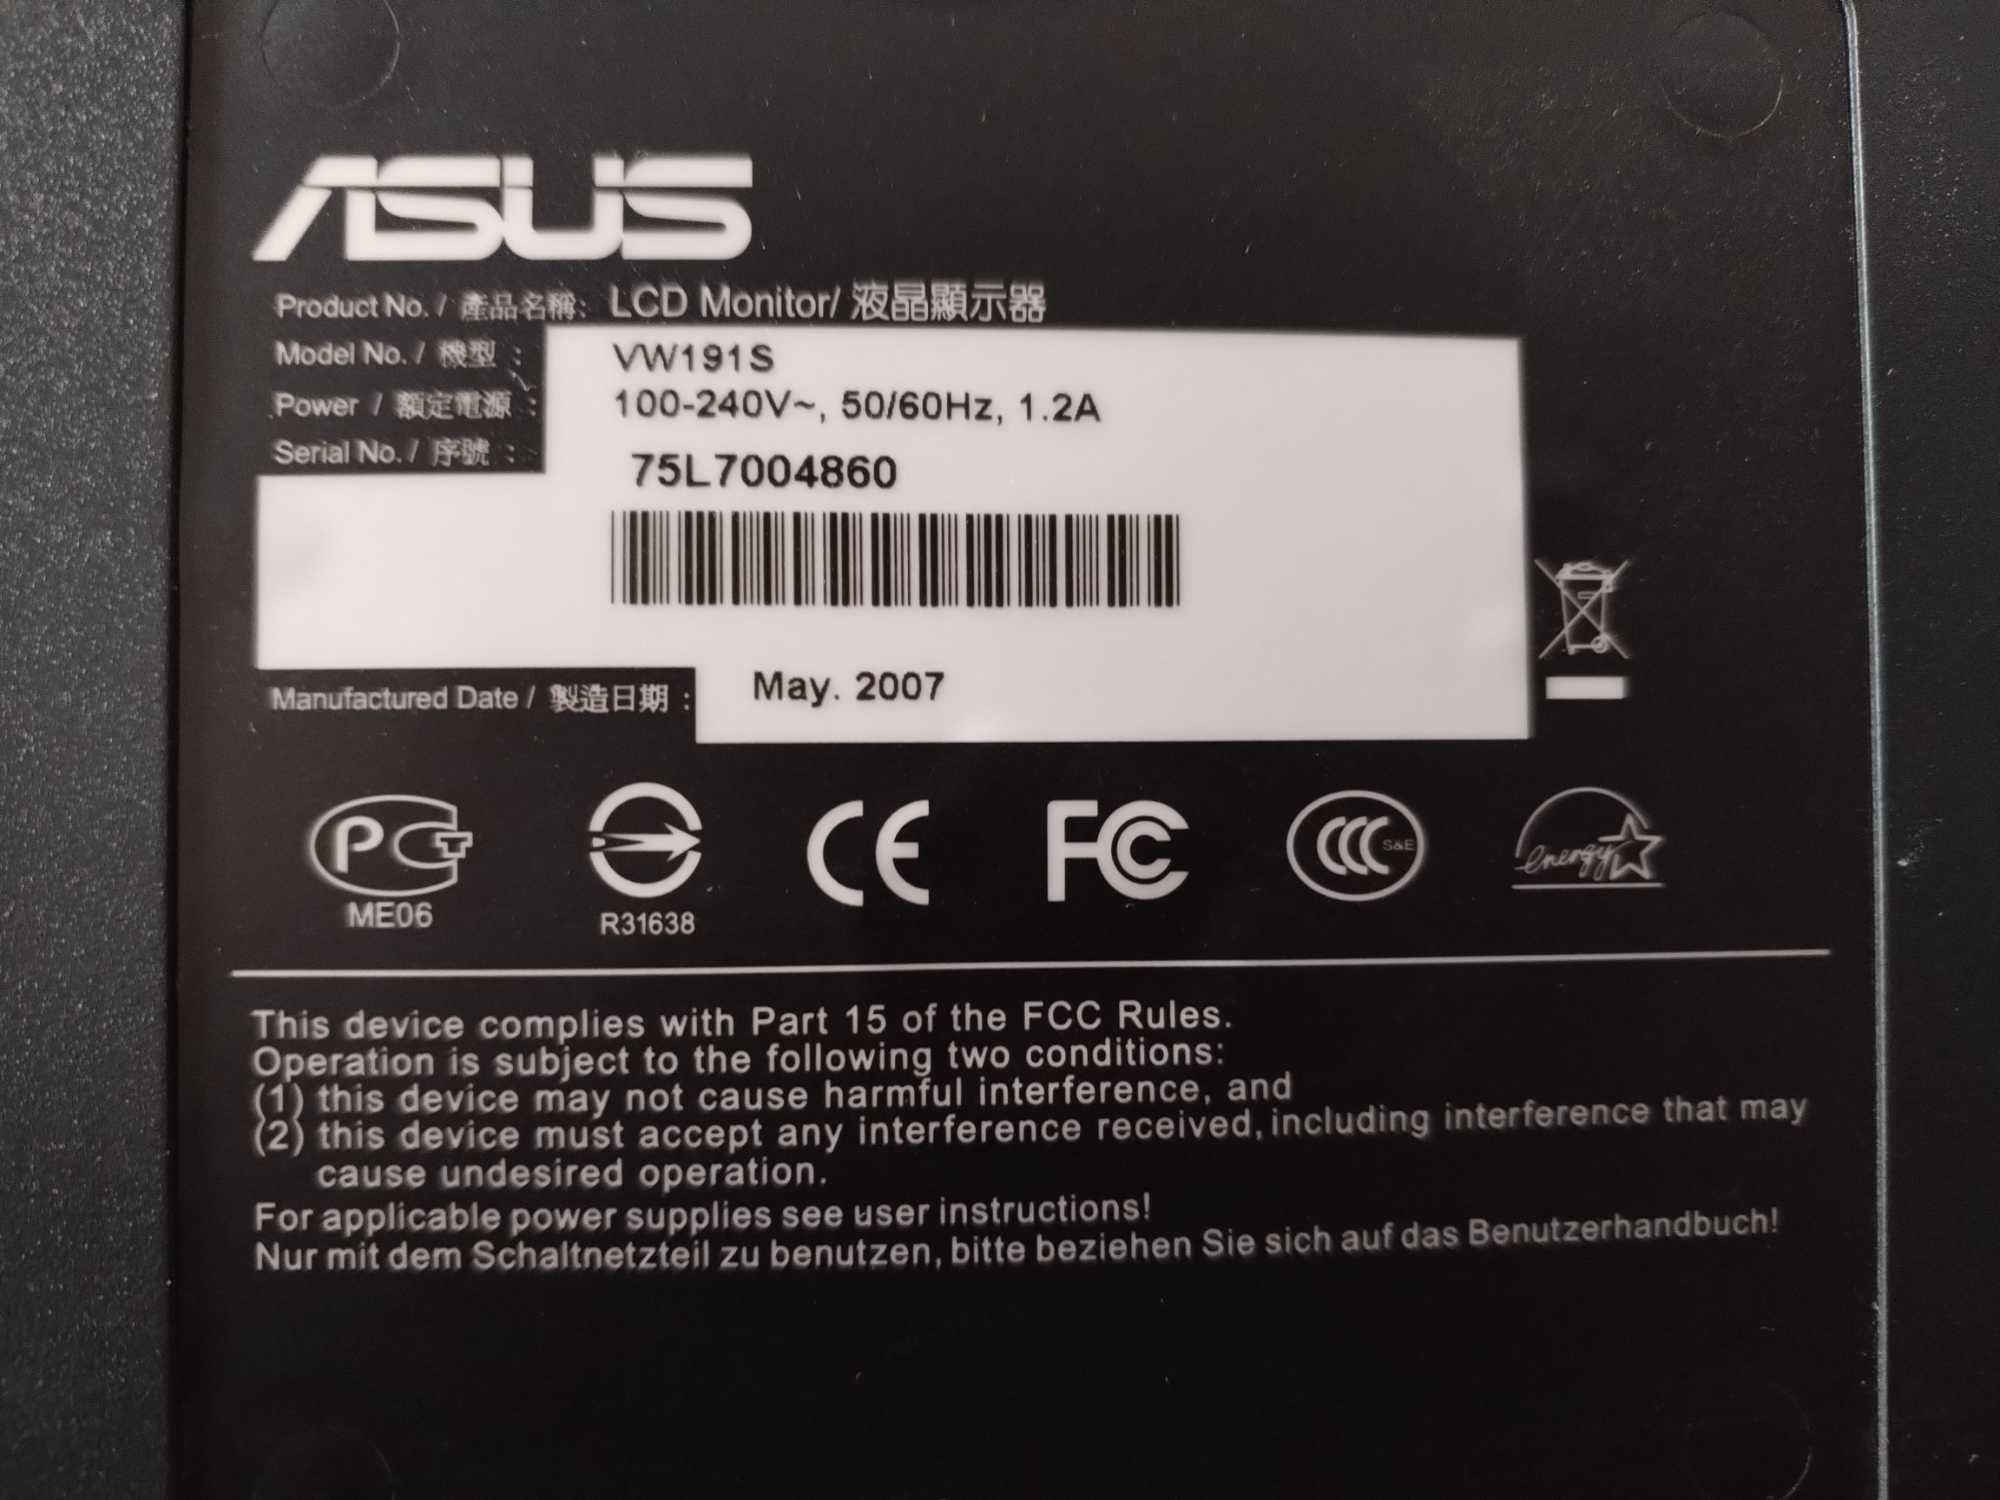 ASUS
Product No. / 產品名稱: LCD Monitor/ 液晶顯示器
Model No. / 機型 : VW191S
Power / 額定電源 : 100-240V~, 50/60Hz, 1.2A
Serial No. / 序號 : 75L7004860
Manufactured Date / 製造日期 : May. 2007
PCT CE FC CCC S&E energy
ME06 R31638
This device complies with Part 15 of the FCC Rules.
Operation is subject to the following two conditions:
(1) this device may not cause harmful interference, and
(2) this device must accept any interference received, including interference that may
cause undesired operation.
For applicable power supplies see user instructions!
Nur mit dem Schaltnetzteil zu benutzen, bitte beziehen Sie sich auf das Benutzerhandbuch!